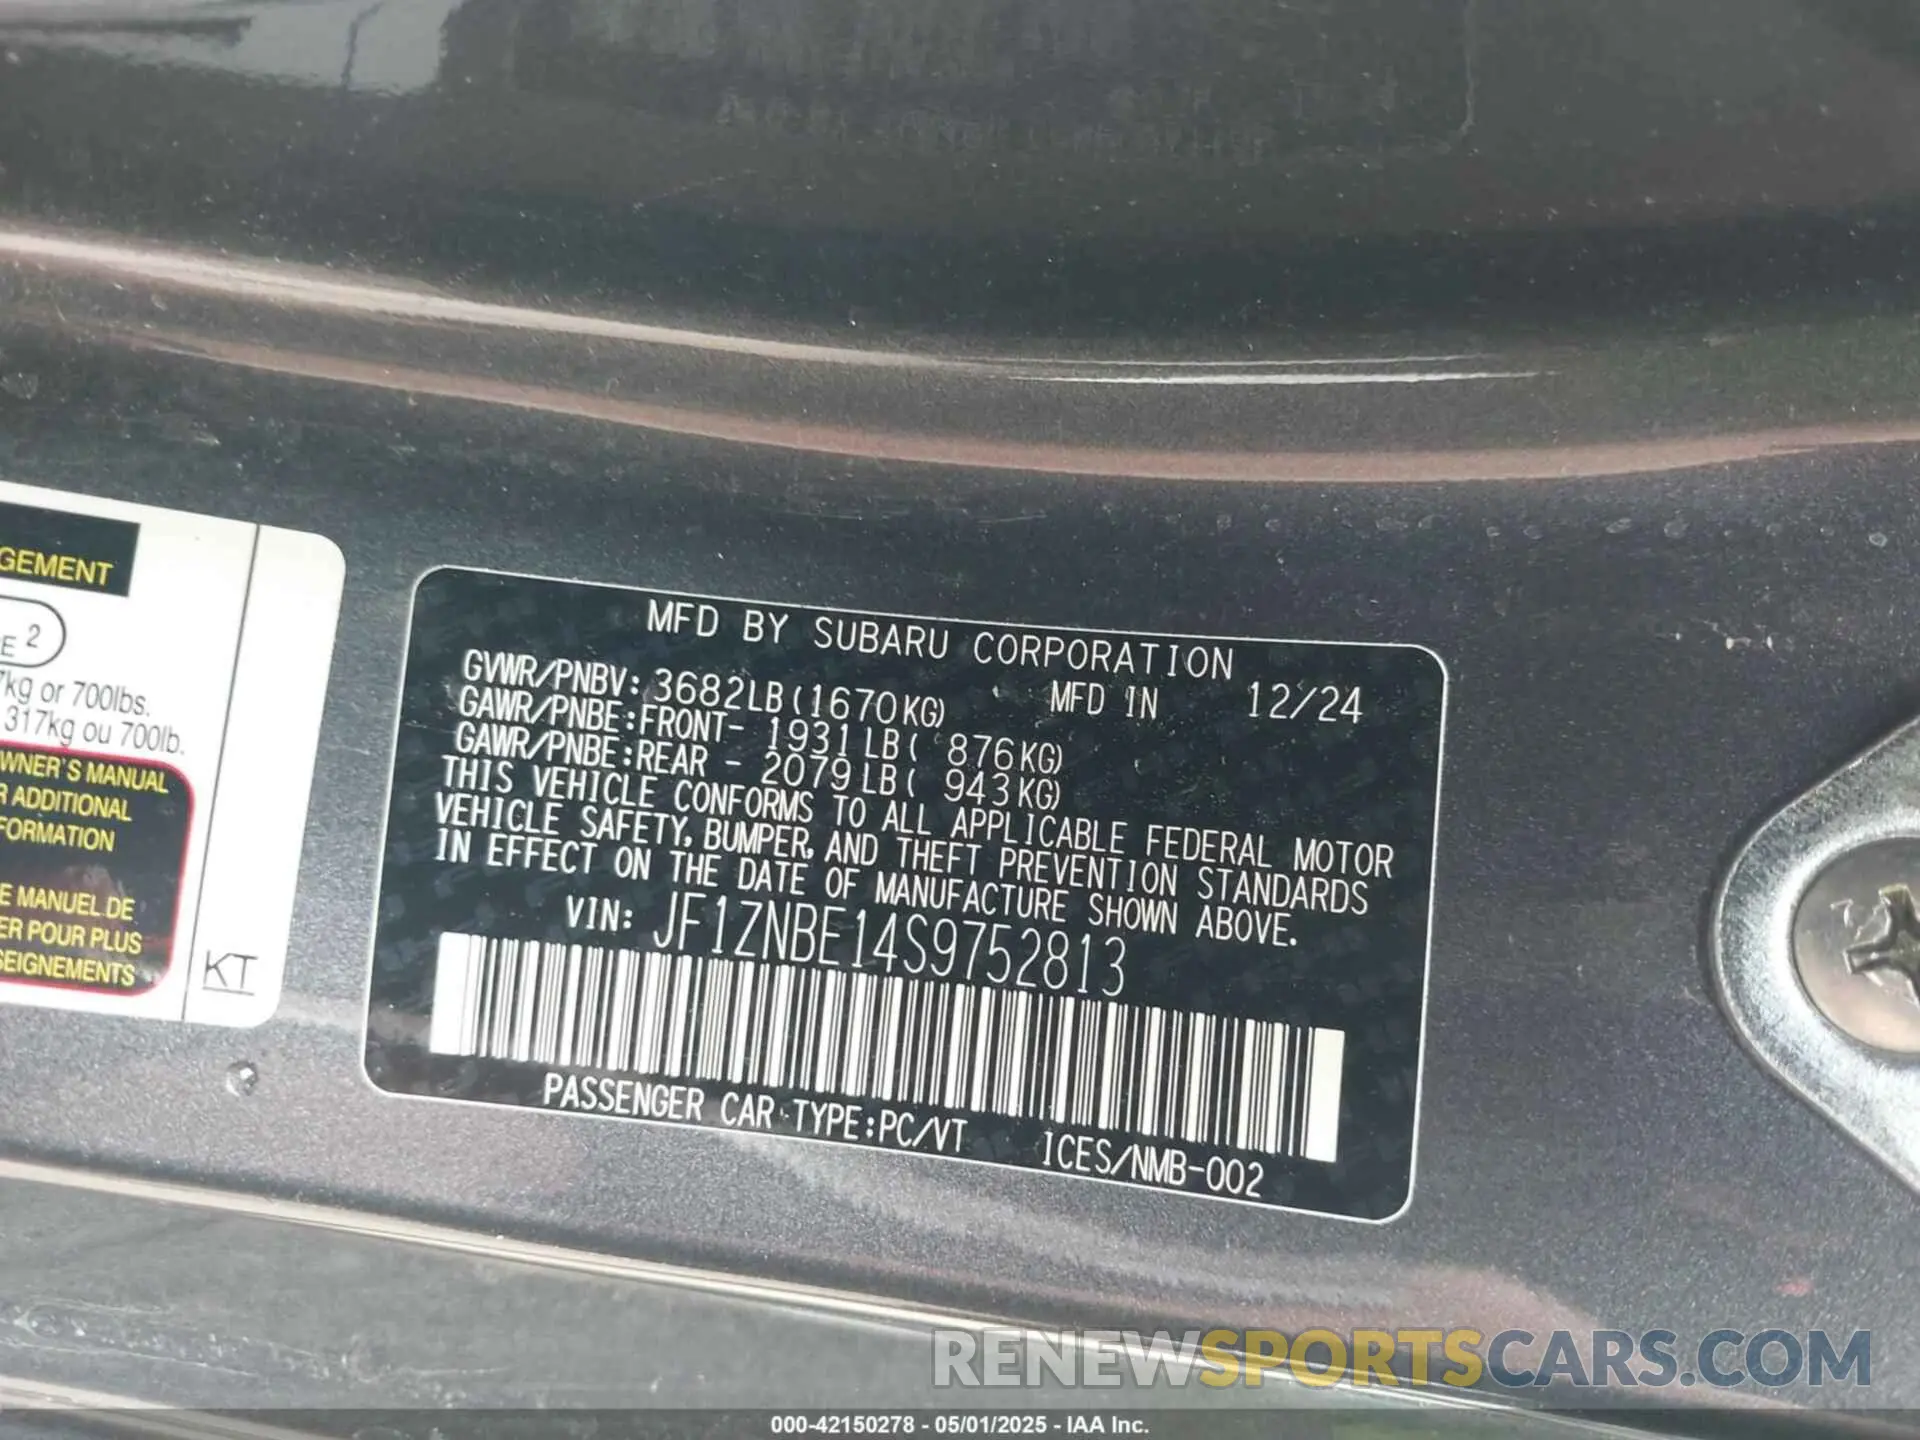 GEMENT
E 2
7kg or 700lbs.
317kg ou 700lb.
WNER'S MANUAL
R ADDITIONAL
FORMATION
E MANUEL DE
ER POUR PLUS
SEIGNEMENTS
KT
MFD BY SUBARU CORPORATION
GVWR/PNBV: 3682LB(1670KG) MFD IN 12/24
GAWR/PNBE:FRONT- 1931LB( 876KG)
GAWR/PNBE:REAR - 2079LB( 943KG)
THIS VEHICLE CONFORMS TO ALL APPLICABLE FEDERAL MOTOR
VEHICLE SAFETY, BUMPER, AND THEFT PREVENTION STANDARDS
IN EFFECT ON THE DATE OF MANUFACTURE SHOWN ABOVE.
VIN: JF1ZNBE14S9752813
PASSENGER CAR TYPE:PC/VT ICES/NMB-002
RENEWSPORTSCARS.COM
000-42150278 - 05/01/2025 - IAA Inc.